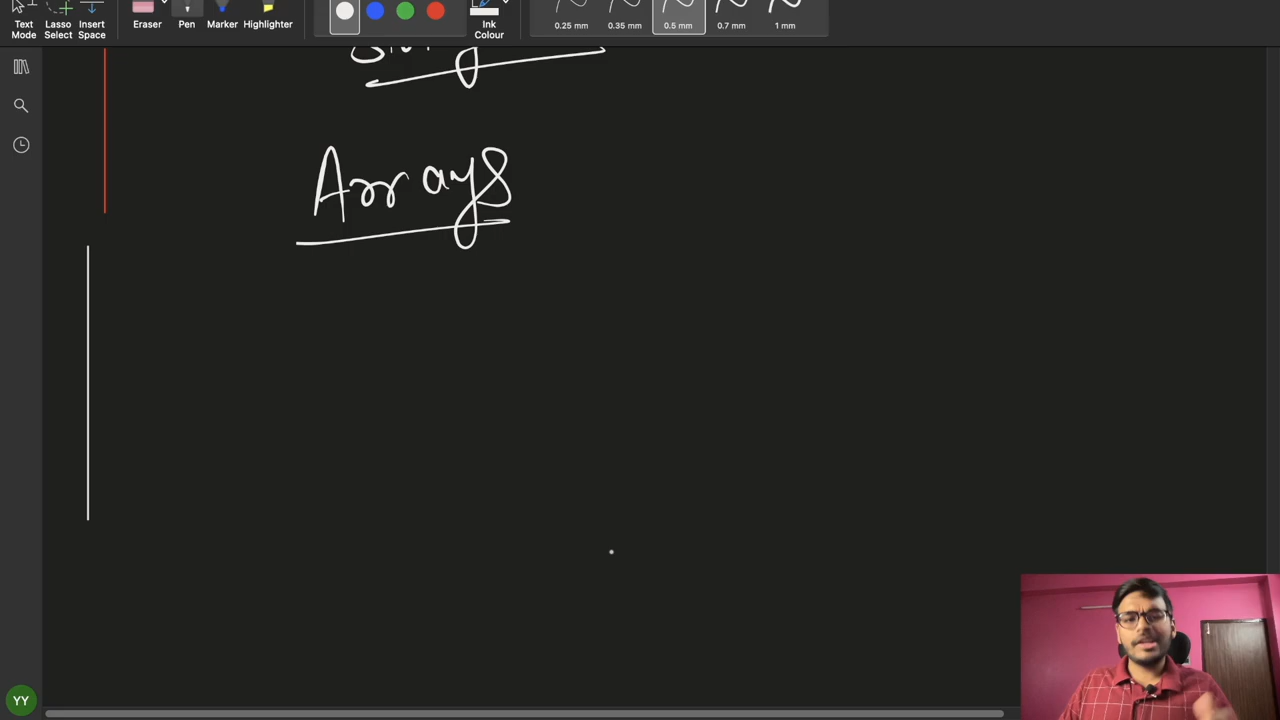 Text Mode
Lasso Select
Insert Space
Eraser
Pen
Marker
Highlighter
Ink Colour
0.25 mm
0.35 mm
0.5 mm
0.7 mm
1 mm
Arrays
YY